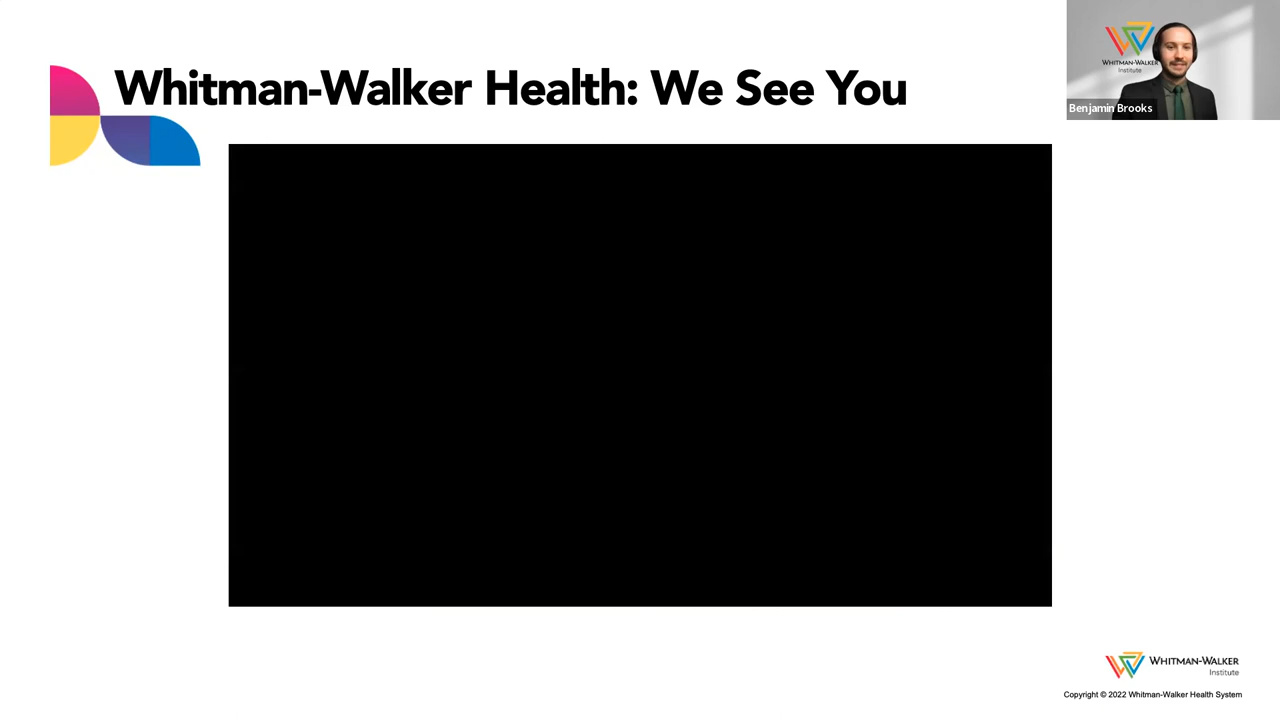 Whitman-Walker Health: We See You
WHITMAN-WALKER
Institute
Benjamin Brooks
WHITMAN-WALKER
Institute
Copyright © 2022 Whitman-Walker Health System